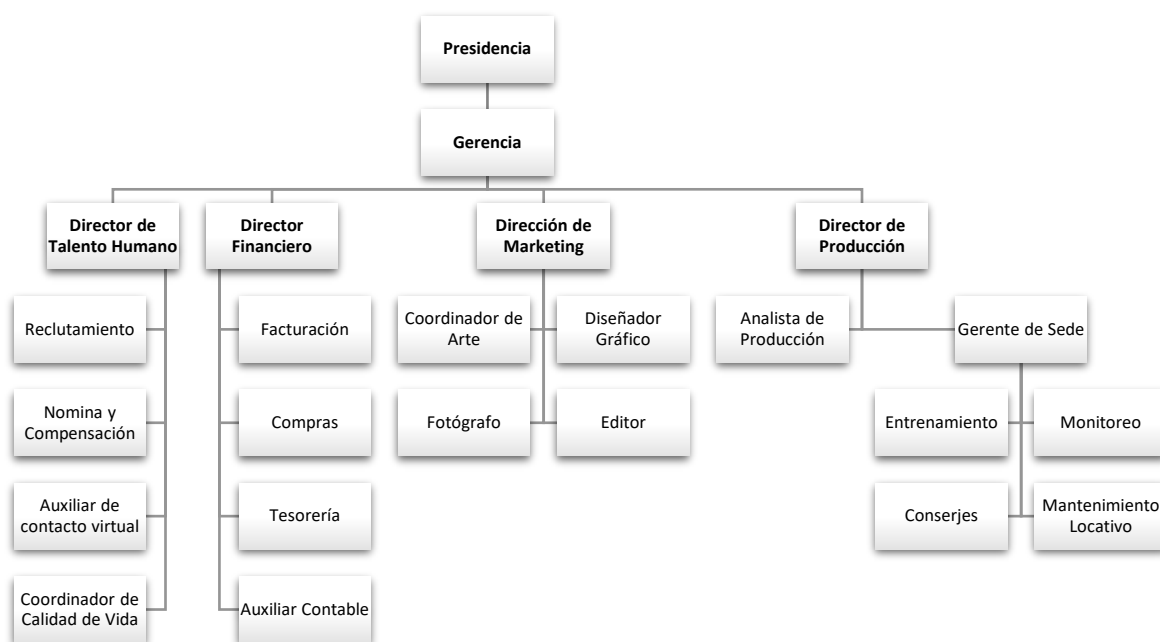 Presidencia
Gerencia
Director de
Talento Humano
Director
Financiero
Dirección de
Marketing
Director de
Producción
Reclutamiento
Facturación
Coordinador de
Arte
Diseñador
Gráfico
Analista de
Producción
Gerente de Sede
Nomina y
Compensación
Compras
Fotógrafo
Editor
Entrenamiento
Monitoreo
Auxiliar de
contacto virtual
Tesorería
Conserjes
Mantenimiento
Locativo
Coordinador de
Calidad de Vida
Auxiliar Contable